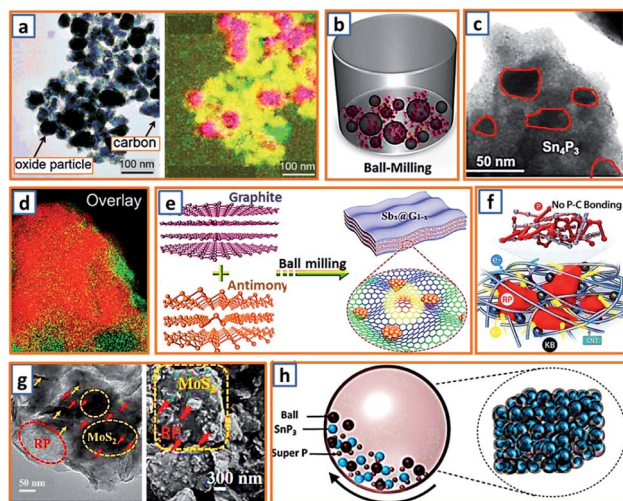 a
carbon
oxide particle
100 nm
100 nm
b
Ball-Milling
c
Sn₄P₃
50 nm
d
Overlay
e
Graphite
Antimony
Ball milling
Sbₓ@G₁₋ₓ
f
P
No P-C Bonding
e⁻
RP
KB
CNT
g
RP
MoS₂
50 nm
MoS₂
RP
300 nm
h
Ball
SnP₃
Super P